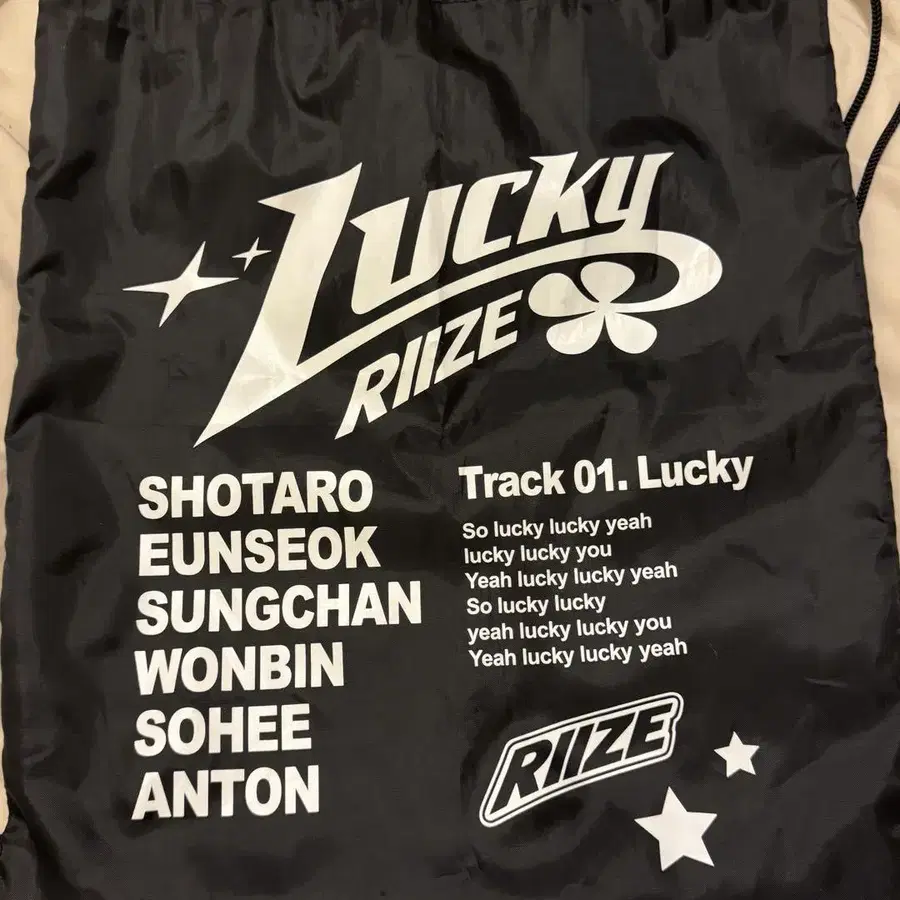 Lucky
RIIZE
SHOTARO
EUNSEOK
SUNGCHAN
WONBIN
SOHEE
ANTON
Track 01. Lucky
So lucky lucky yeah
lucky lucky you
Yeah lucky lucky yeah
So lucky lucky
yeah lucky lucky you
Yeah lucky lucky yeah
RIIZE